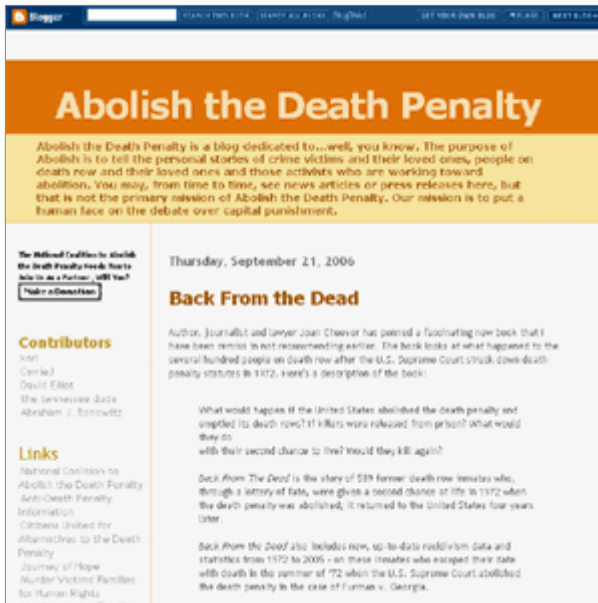 Blogger
SEARCH THIS BLOG SEARCH ALL BLOGS BlogThis!
GET YOUR OWN BLOG FLAG NEXT BLOG
Abolish the Death Penalty
Abolish the Death Penalty is a blog dedicated to...well, you know. The purpose of
Abolish is to tell the personal stories of crime victims and their loved ones, people on
death row and their loved ones and those activists who are working toward
abolition. You may, from time to time, see news articles or press releases here, but
that is not the primary mission of Abolish the Death Penalty. Our mission is to put a
human face on the debate over capital punishment.
The National Coalition to Abolish
the Death Penalty Needs You to
Join Us as a Partner, Will You?
Make a Donation
Contributors
karl
David Elliot
the tennessee dude
Abraham J. Bonowitz
Links
National Coalition to
Abolish the Death Penalty
Anti-Death Penalty
Information
Citizens United for
Alternatives to the Death
Penalty
Journey of Hope
Murder Victims' Families
for Human Rights
Thursday, September 21, 2006
Back From the Dead
Author, journalist and lawyer Joan Cheever has penned a fascinating new book that I
have been remiss in not recommending earlier. The book looks at what happened to the
several hundred people on death row after the U.S. Supreme Court struck down death
penalty statutes in 1972. Here's a description of the book:
What would happen if the United States abolished the death penalty and
emptied its death rows? If killers were released from prison? What would
they do
with their second chance to live? Would they kill again?
Back From The Dead is the story of 589 former death row inmates who,
through a lottery of fate, were given a second chance at life in 1972 when
the death penalty was abolished; it returned to the United States four years
later.
Back From the Dead also includes new, up-to-date recidivism data and
statistics from 1972 to 2005 - on these inmates who escaped their date
with death in the summer of '72 when the U.S. Supreme Court abolished
the death penalty in the case of Furman v. Georgia.